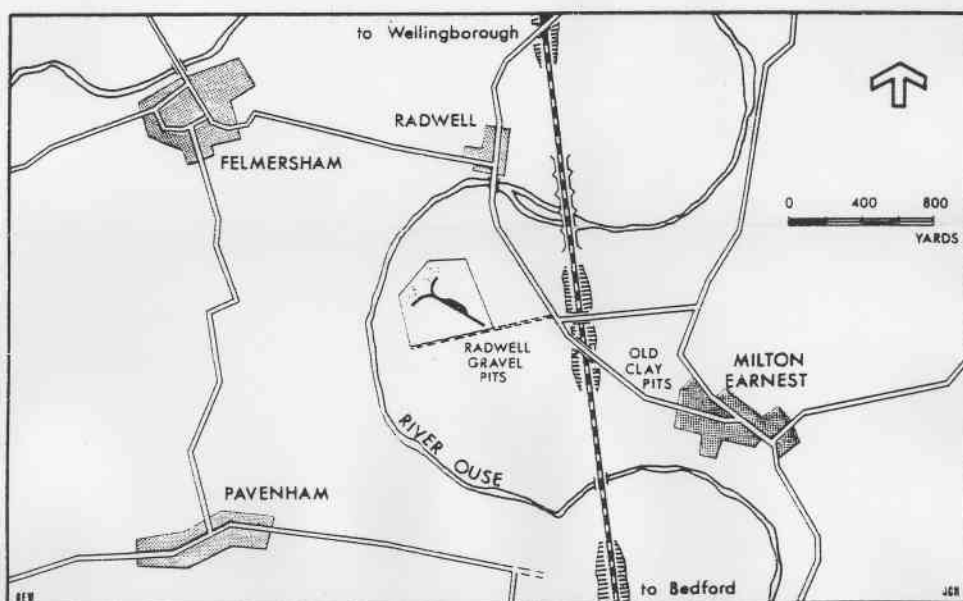 to Wellingborough
RADWELL
FELMERSHAM
0 400 800
YARDS
RADWELL
GRAVEL
PITS
OLD
CLAY
PITS
MILTON
EARNEST
RIVER OUSE
PAVENHAM
to Bedford
JGH